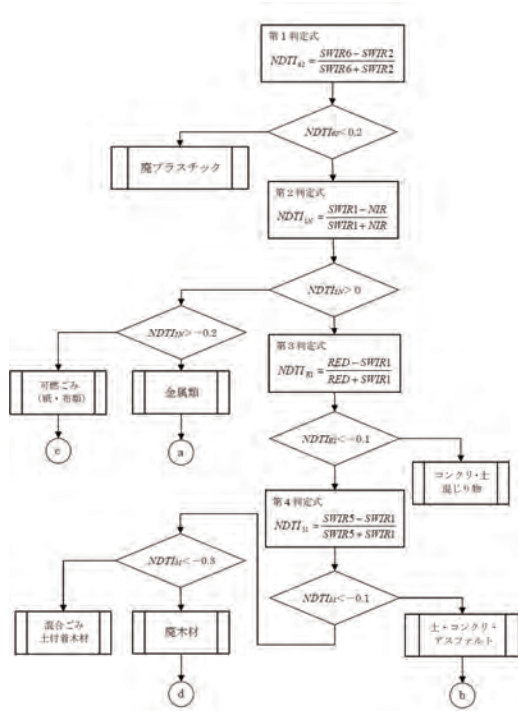 第1判定式
NDTI₆₂ = SWIR6−SWIR2 / SWIR6+SWIR2
NDTI₆₂<0.2
廃プラスチック
第2判定式
NDTI₁N = SWIR1−NIR / SWIR1+NIR
NDTI₁N>0
NDTI₁N>−0.2
第3判定式
NDTI R1 = RED−SWIR1 / RED+SWIR1
可燃ごみ
(紙・布類)
金属類
e
a
NDTI R1<−0.1
コンクリ・土
混じり物
第4判定式
NDTI₅₁ = SWIR5−SWIR1 / SWIR5+SWIR1
NDTI₅₁<−0.3
NDTI₅₁<−0.1
混合ごみ
土付着木材
廃木材
土・コンクリ・
アスファルト
d
b